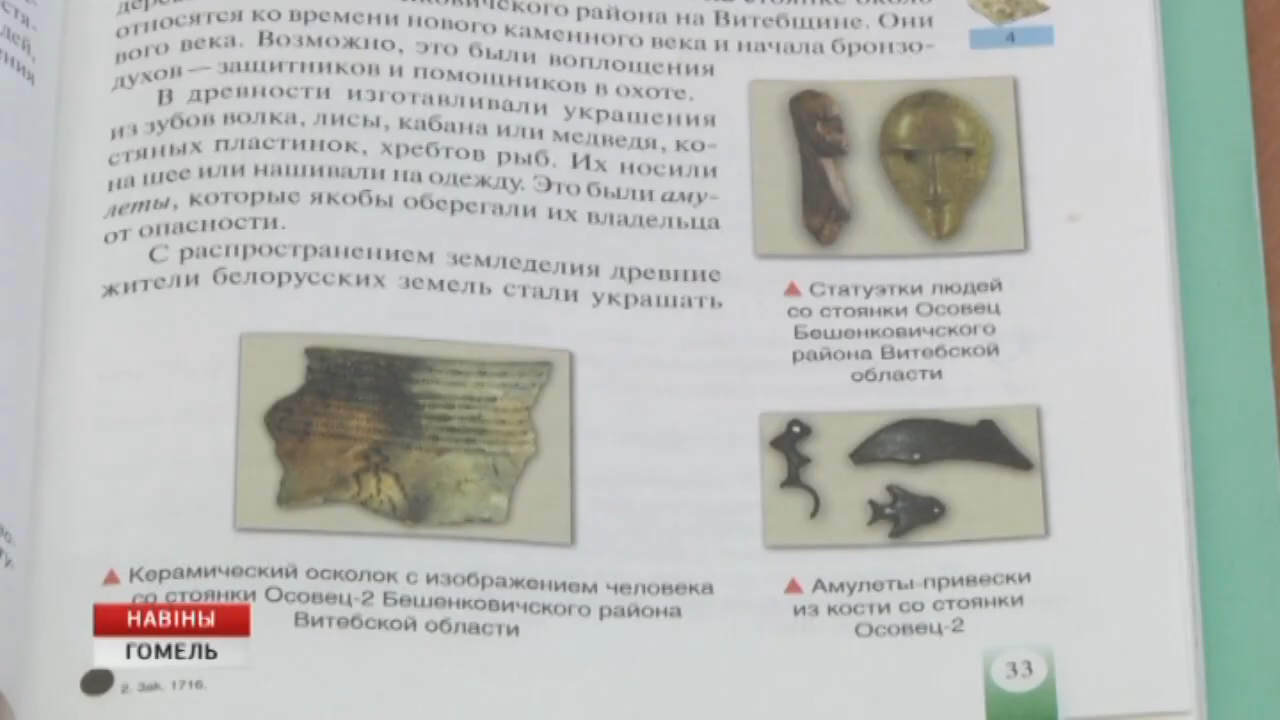 относятся ко времени нового каменного века и начала бронзо-
вого века. Возможно, это были воплощения
духов — защитников и помощников в охоте.
В древности изготавливали украшения
из зубов волка, лисы, кабана или медведя, ко-
стяных пластинок, хребтов рыб. Их носили
на шее или нашивали на одежду. Это были аму-
леты, которые якобы оберегали их владельца
от опасности.
С распространением земледелия древние
жители белорусских земель стали украшать
4
Статуэтки людей
со стоянки Осовец
Бешенковичского
района Витебской
области
Керамический осколок с изображением человека
со стоянки Осовец-2 Бешенковичского района
Витебской области
Амулеты-привески
из кости со стоянки
Осовец-2
НАВІНЫ
ГОМЕЛЬ
2. Зак. 1716.
33